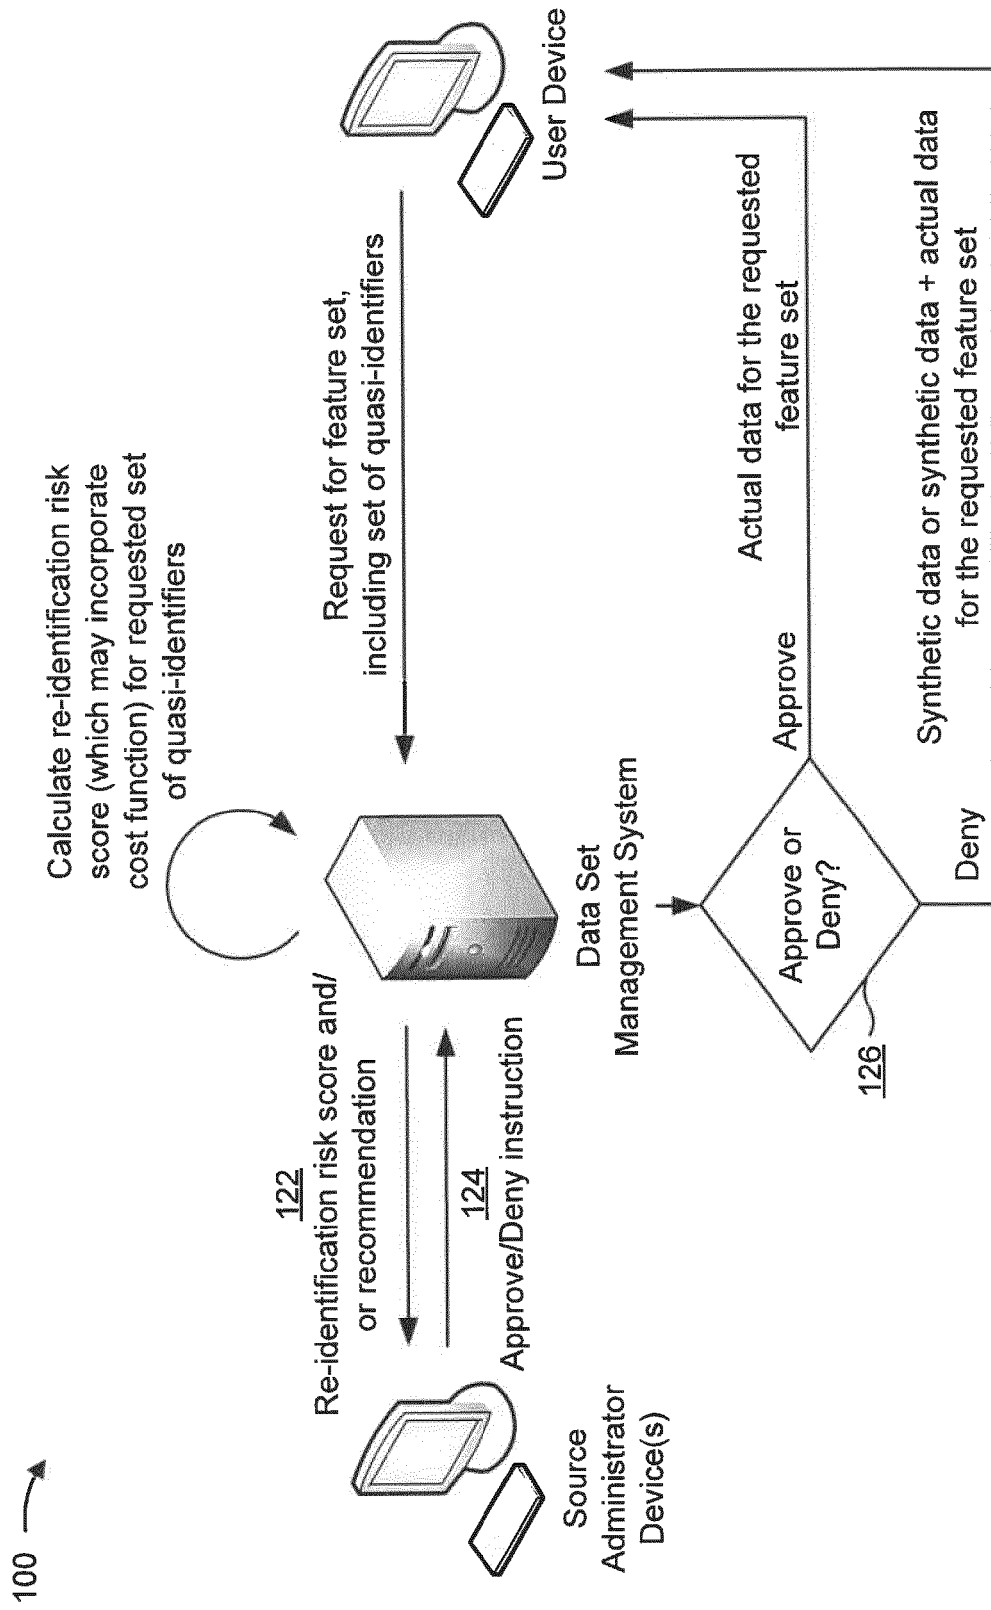 100
Calculate re-identification risk
score (which may incorporate
cost function) for requested set
of quasi-identifiers
122
Re-identification risk score and/
or recommendation
124
Approve/Deny instruction
Source
Administrator
Device(s)
Data Set
Management System
Request for feature set,
including set of quasi-identifiers
User Device
Approve or
Deny?
126
Approve
Actual data for the requested
feature set
Deny
Synthetic data or synthetic data + actual data
for the requested feature set